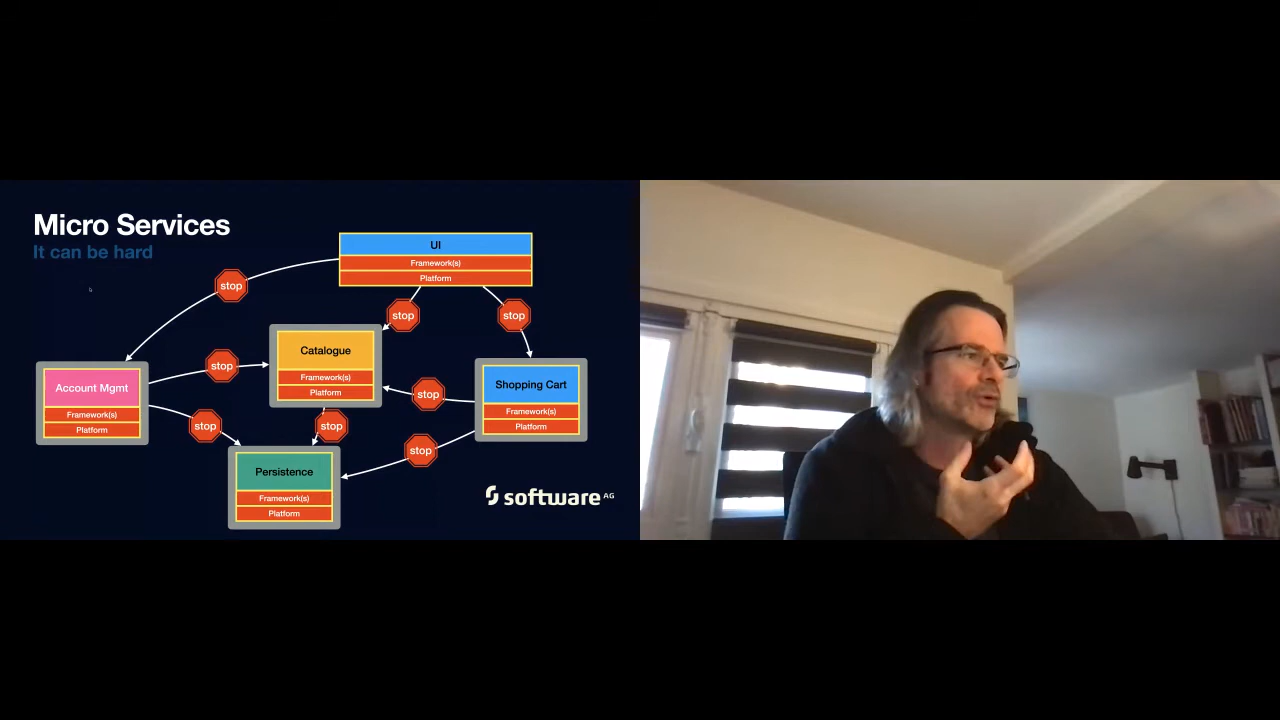 Micro Services
It can be hard
UI
Framework(s)
Platform
stop
stop
stop
Catalogue
Framework(s)
Platform
stop
Account Mgmt
Framework(s)
Platform
stop
Shopping Cart
Framework(s)
Platform
stop
stop
stop
Persistence
Framework(s)
Platform
software AG